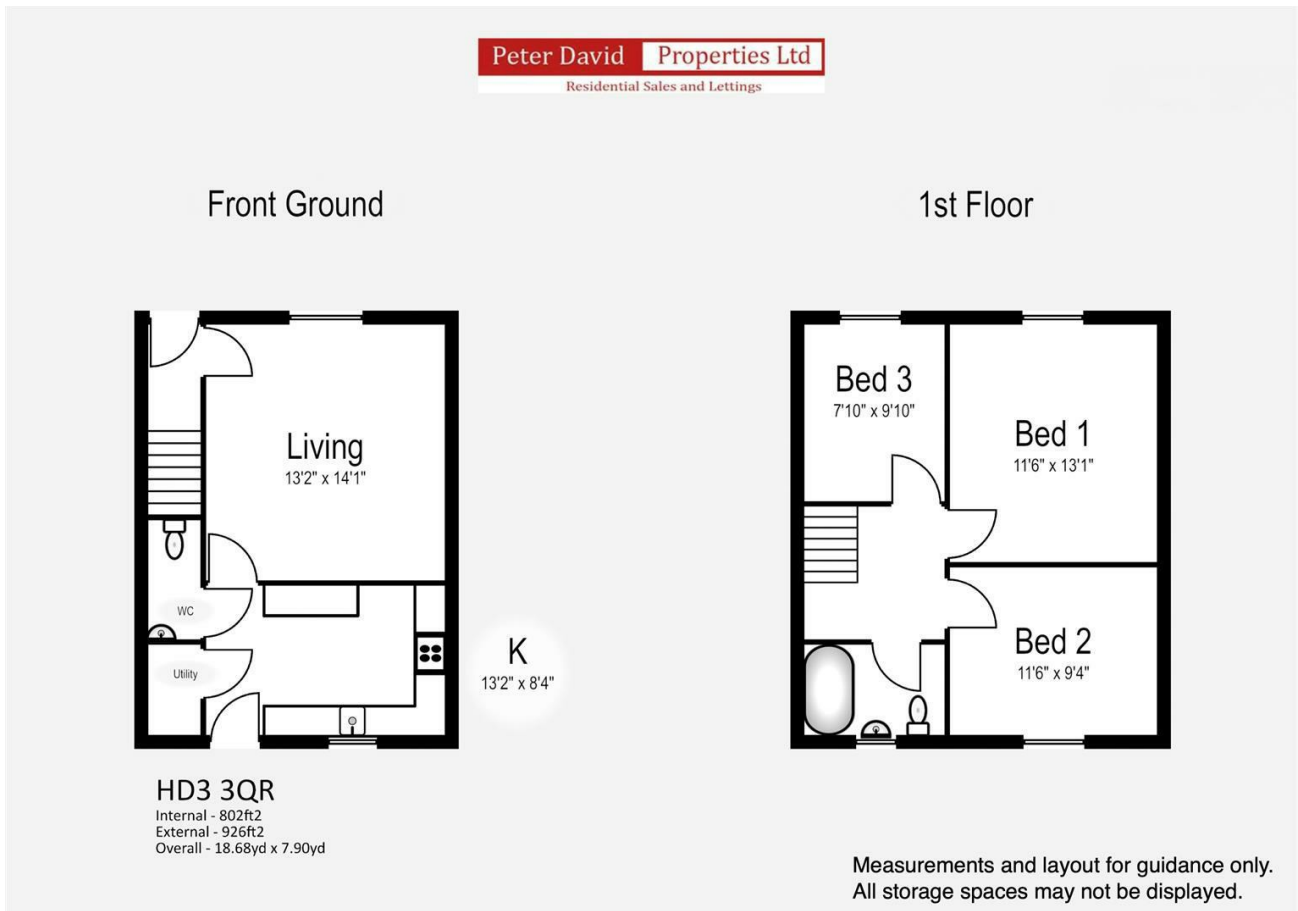 Peter David Properties Ltd
Residential Sales and Lettings
Front Ground
1st Floor
Living
13'2" x 14'1"
WC
Utility
K
13'2" x 8'4"
Bed 3
7'10" x 9'10"
Bed 1
11'6" x 13'1"
Bed 2
11'6" x 9'4"
HD3 3QR
Internal - 802ft2
External - 926ft2
Overall - 18.68yd x 7.90yd
Measurements and layout for guidance only.
All storage spaces may not be displayed.